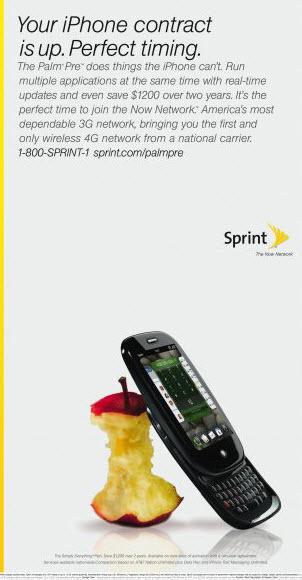 Your iPhone contract
is up. Perfect timing.
The Palm® Pre™ does things the iPhone can't. Run
multiple applications at the same time with real-time
updates and even save $1200 over two years. It's the
perfect time to join the Now Network.™ America's most
dependable 3G network, bringing you the first and
only wireless 4G network from a national carrier.
1-800-SPRINT-1 sprint.com/palmpre
Sprint
The Now Network